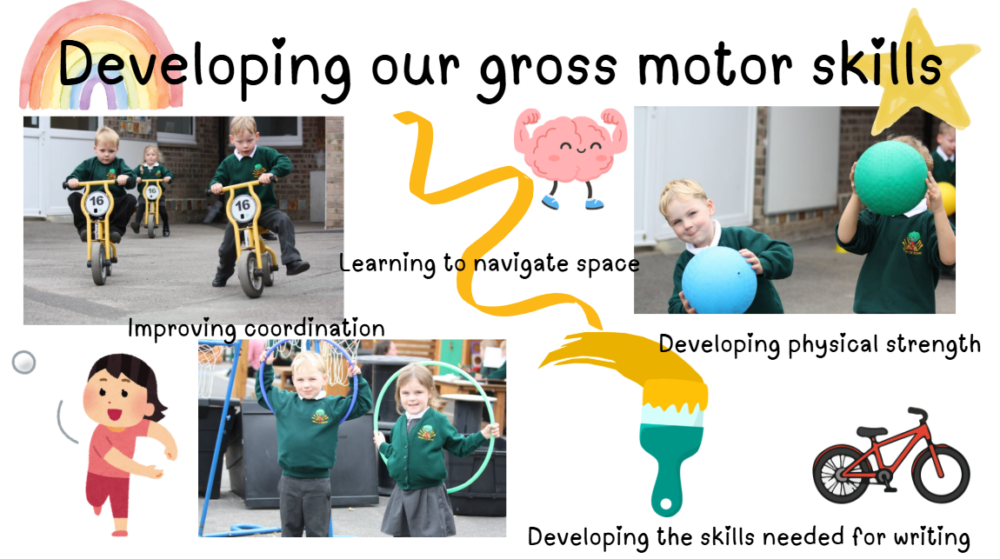 Developing our gross motor skills
16
16
16
Learning to navigate space
Improving coordination
Developing physical strength
Developing the skills needed for writing